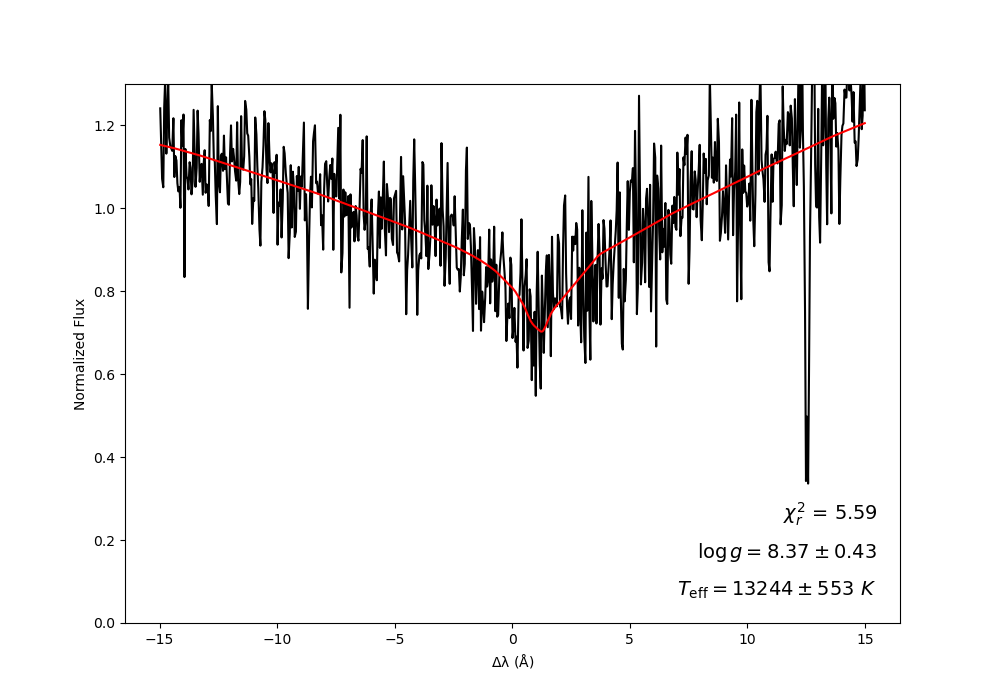 Normalized Flux
1.2
1.0
0.8
0.6
0.4
0.2
0.0
χ²ᵣ = 5.59
log g = 8.37 ± 0.43
T_eff = 13244 ± 553 K
−15
−10
−5
0
5
10
15
Δλ (Å)